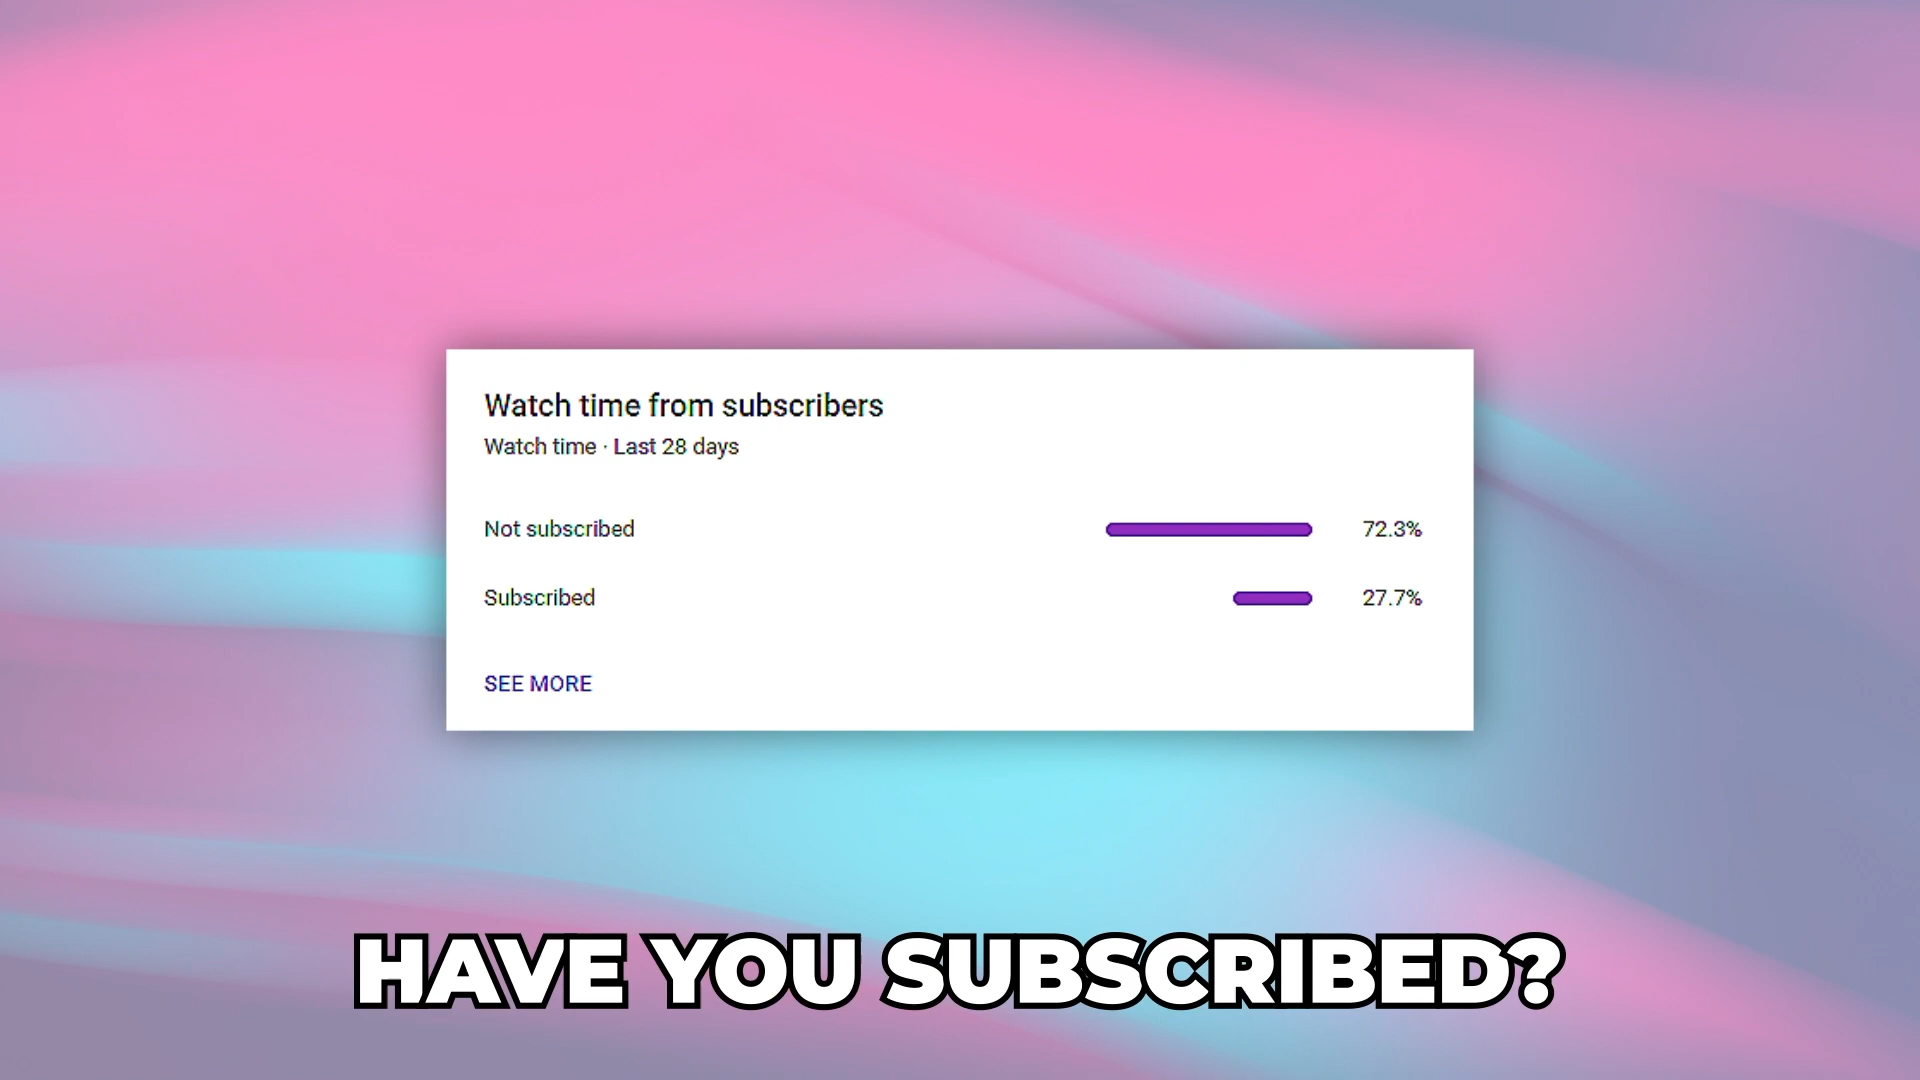 Watch time from subscribers
Watch time · Last 28 days
Not subscribed 72.3%
Subscribed 27.7%
SEE MORE
HAVE YOU SUBSCRIBED?